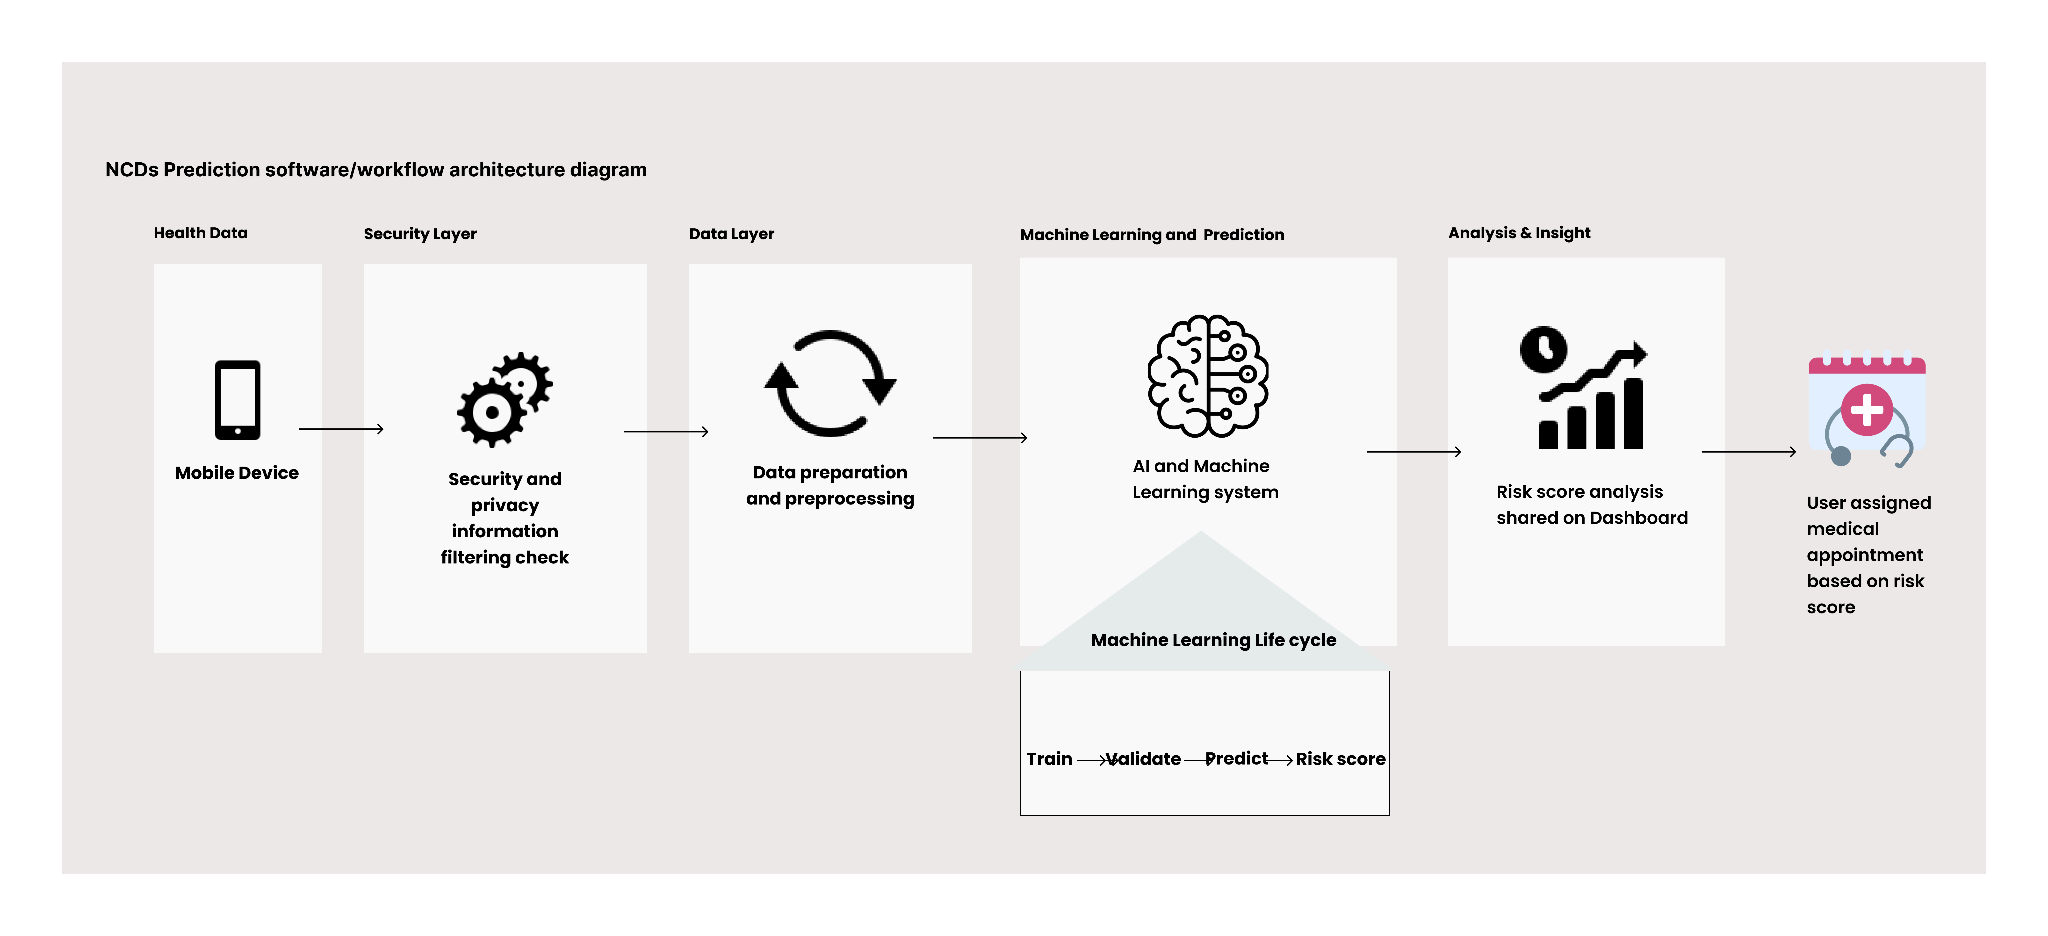 NCDs Prediction software/workflow architecture diagram
Health Data
Security Layer
Data Layer
Machine Learning and Prediction
Analysis & Insight
Mobile Device
Security and
privacy
information
filtering check
Data preparation
and preprocessing
AI and Machine
Learning system
Risk score analysis
shared on Dashboard
User assigned
medical
appointment
based on risk
score
Machine Learning Life cycle
Train
Validate
Predict
Risk score